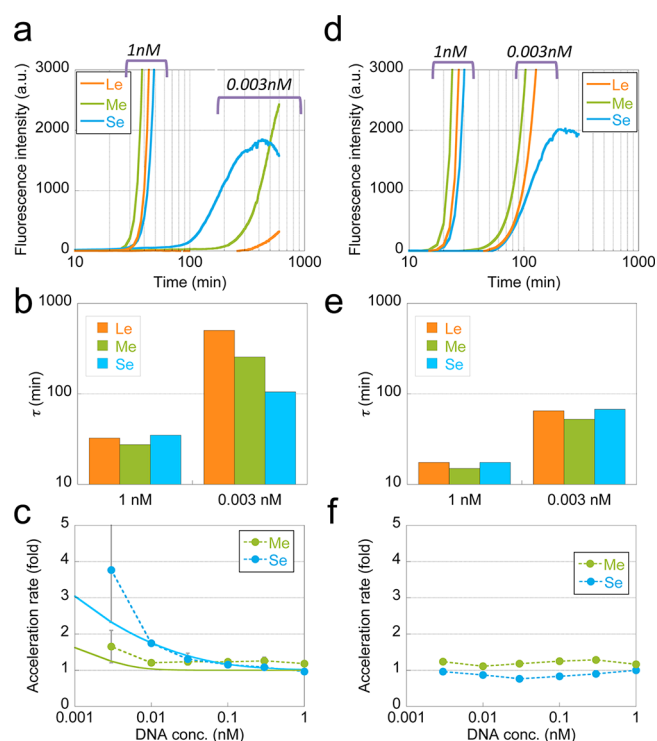 a
1nM
0.003nM
Fluorescence intensity (a.u.)
3000
2000
1000
0
Le
Me
Se
10
100
1000
Time (min)
d
1nM
0.003nM
Fluorescence intensity (a.u.)
3000
2000
1000
0
Le
Me
Se
10
100
1000
Time (min)
b
τ (min)
1000
100
10
Le
Me
Se
1 nM
0.003 nM
e
τ (min)
1000
100
10
Le
Me
Se
1 nM
0.003 nM
c
Acceleration rate (fold)
5
4
3
2
1
0
Me
Se
0.001
0.01
0.1
1
DNA conc. (nM)
f
Acceleration rate (fold)
5
4
3
2
1
0
Me
Se
0.001
0.01
0.1
1
DNA conc. (nM)